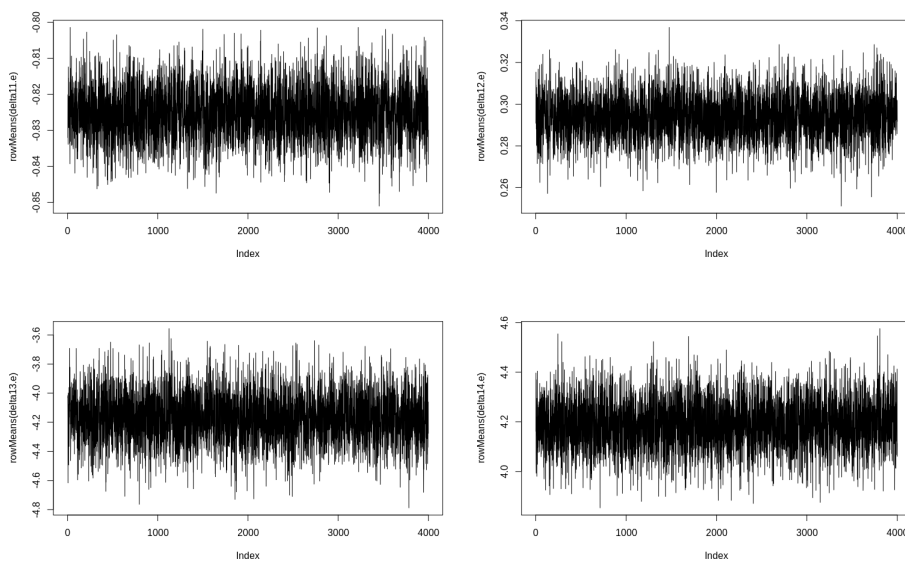 rowMeans(delta11.e)
-0.80
-0.81
-0.82
-0.83
-0.84
-0.85
0 1000 2000 3000 4000
Index
rowMeans(delta12.e)
0.34
0.32
0.30
0.28
0.26
0 1000 2000 3000 4000
Index
rowMeans(delta13.e)
-3.6
-3.8
-4.0
-4.2
-4.4
-4.6
-4.8
0 1000 2000 3000 4000
Index
rowMeans(delta14.e)
4.6
4.4
4.2
4.0
0 1000 2000 3000 4000
Index